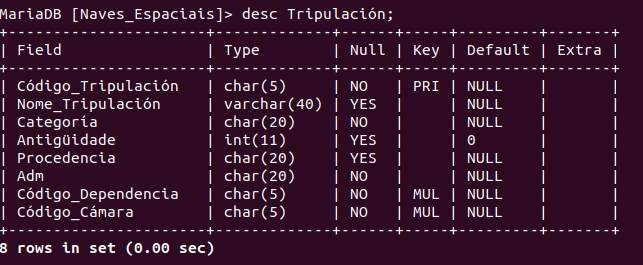 MariaDB [Naves_Espaciais]> desc Tripulación;
+--------------------+-------------+------+-----+---------+-------+
| Field              | Type        | Null | Key | Default | Extra |
+--------------------+-------------+------+-----+---------+-------+
| Código_Tripulación | char(5)     | NO   | PRI | NULL    |       |
| Nome_Tripulación   | varchar(40) | YES  |     | NULL    |       |
| Categoría          | char(20)    | NO   |     | NULL    |       |
| Antigüidade        | int(11)     | YES  |     | 0       |       |
| Procedencia        | char(20)    | YES  |     | NULL    |       |
| Adm                | char(20)    | NO   |     | NULL    |       |
| Código_Dependencia | char(5)     | NO   | MUL | NULL    |       |
| Código_Cámara      | char(5)     | NO   | MUL | NULL    |       |
+--------------------+-------------+------+-----+---------+-------+
8 rows in set (0.00 sec)